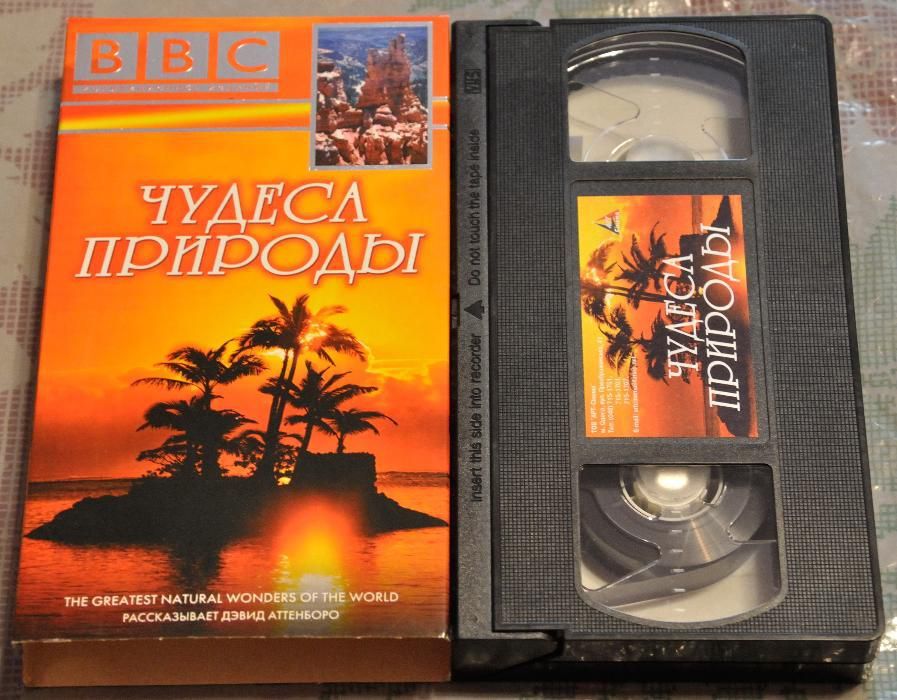 BBC
ЧУДЕСА
ПРИРОДЫ
THE GREATEST NATURAL WONDERS OF THE WORLD
РАССКАЗЫВАЕТ ДЭВИД АТТЕНБОРО
VHS
Do not touch the tape inside
Insert this side into recorder
ЧУДЕСА
ПРИРОДЫ